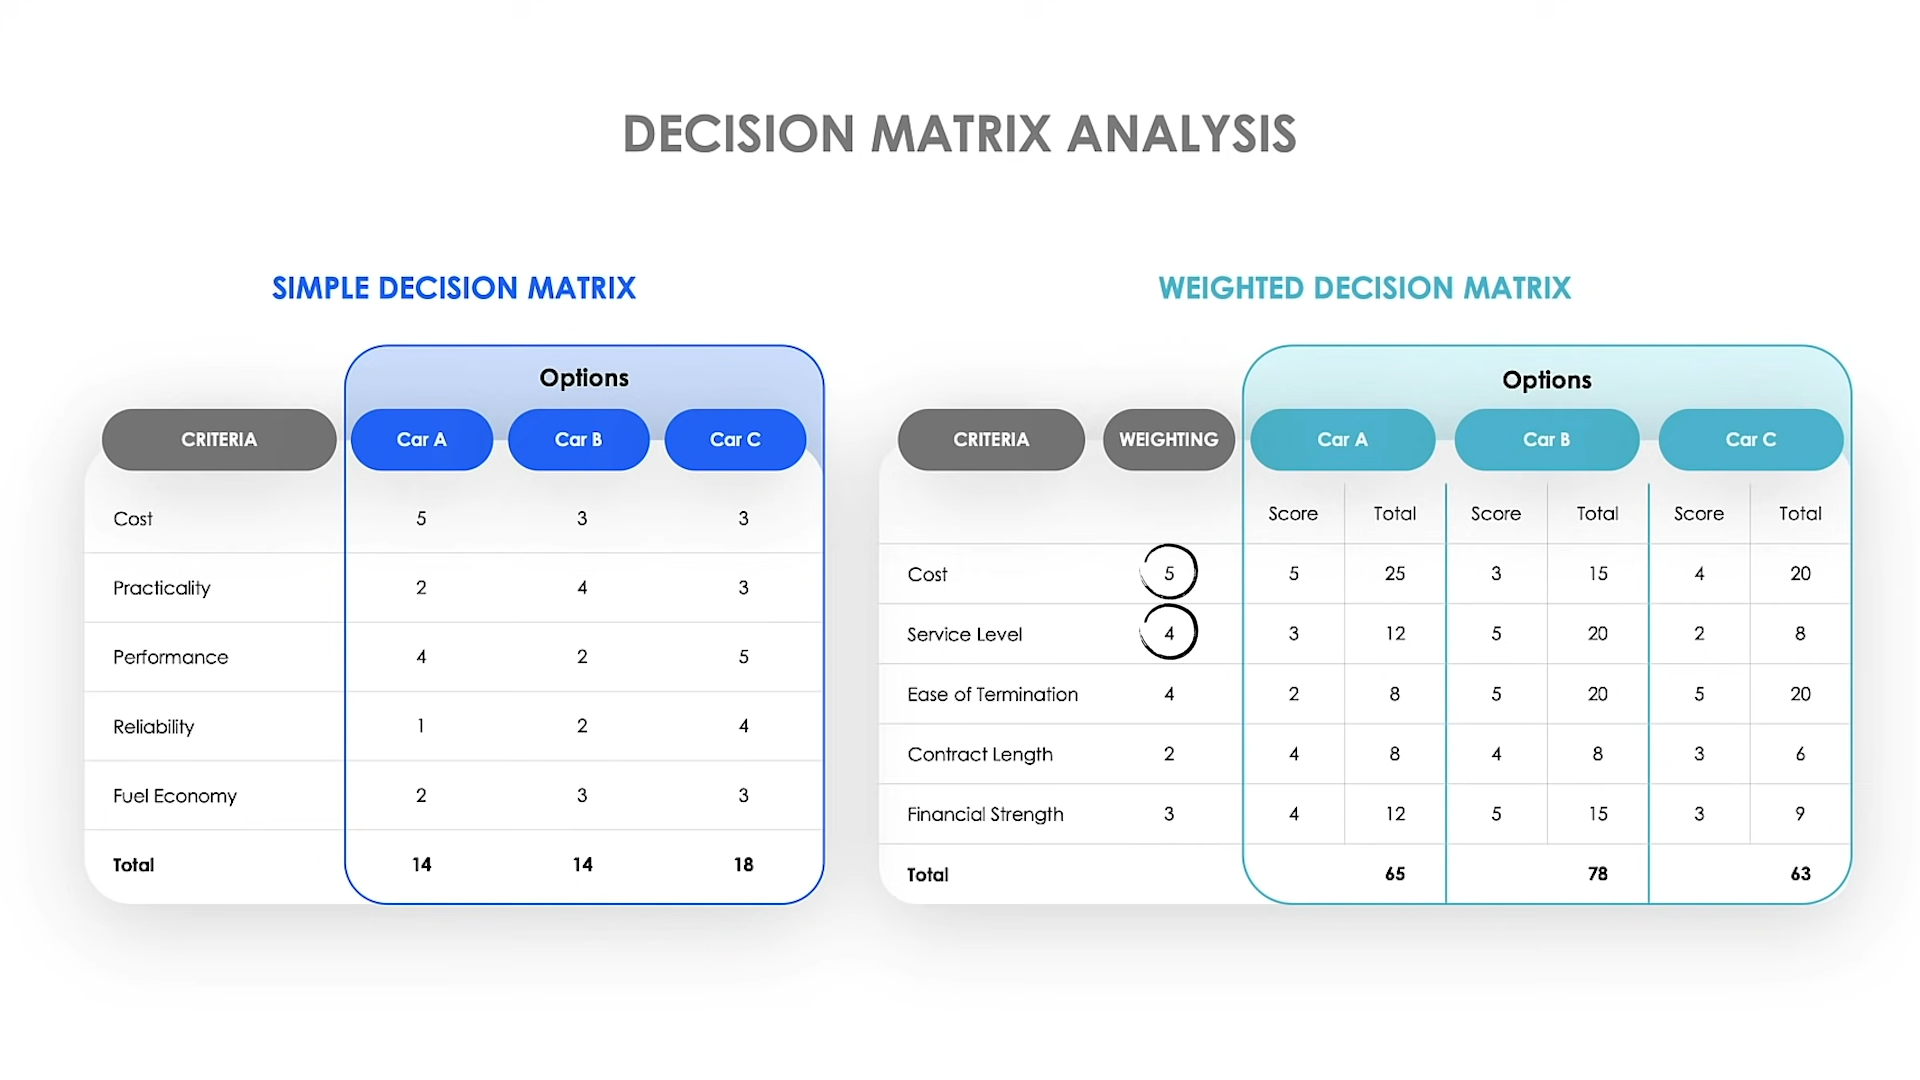 DECISION MATRIX ANALYSIS
SIMPLE DECISION MATRIX
Options
CRITERIA Car A Car B Car C
Cost 5 3 3
Practicality 2 4 3
Performance 4 2 5
Reliability 1 2 4
Fuel Economy 2 3 3
Total 14 14 18
WEIGHTED DECISION MATRIX
Options
CRITERIA WEIGHTING Car A Car B Car C
Score Total Score Total Score Total
Cost 5 5 25 3 15 4 20
Service Level 4 3 12 5 20 2 8
Ease of Termination 4 2 8 5 20 5 20
Contract Length 2 4 8 4 8 3 6
Financial Strength 3 4 12 5 15 3 9
Total 65 78 63